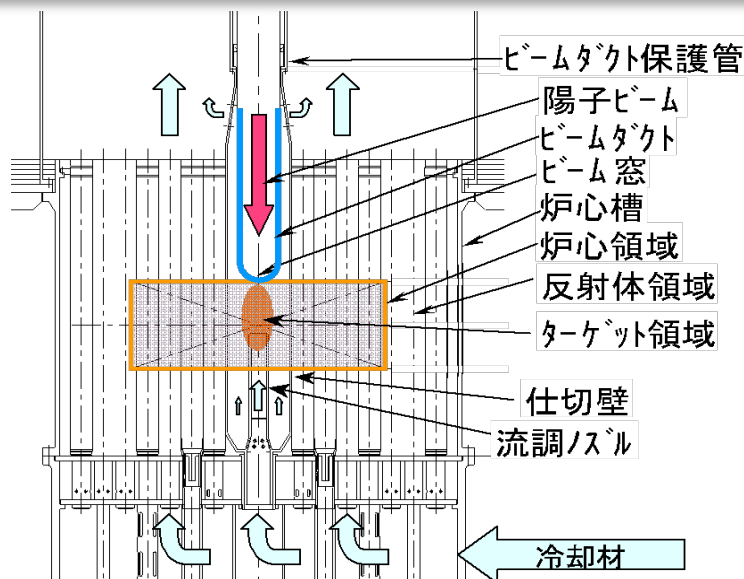 ビームダクト保護管
陽子ビーム
ビームダクト
ビーム窓
炉心槽
炉心領域
反射体領域
ターゲット領域
仕切壁
流調ノズル
冷却材